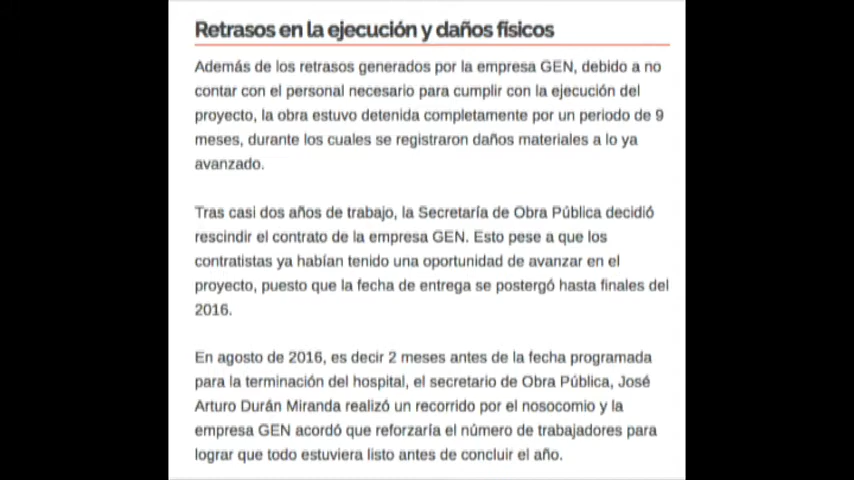 Retrasos en la ejecución y daños físicos
Además de los retrasos generados por la empresa GEN, debido a no
contar con el personal necesario para cumplir con la ejecución del
proyecto, la obra estuvo detenida completamente por un periodo de 9
meses, durante los cuales se registraron daños materiales a lo ya
avanzado.
Tras casi dos años de trabajo, la Secretaría de Obra Pública decidió
rescindir el contrato de la empresa GEN. Esto pese a que los
contratistas ya habían tenido una oportunidad de avanzar en el
proyecto, puesto que la fecha de entrega se postergó hasta finales del
2016.
En agosto de 2016, es decir 2 meses antes de la fecha programada
para la terminación del hospital, el secretario de Obra Pública, José
Arturo Durán Miranda realizó un recorrido por el nosocomio y la
empresa GEN acordó que reforzaría el número de trabajadores para
lograr que todo estuviera listo antes de concluir el año.